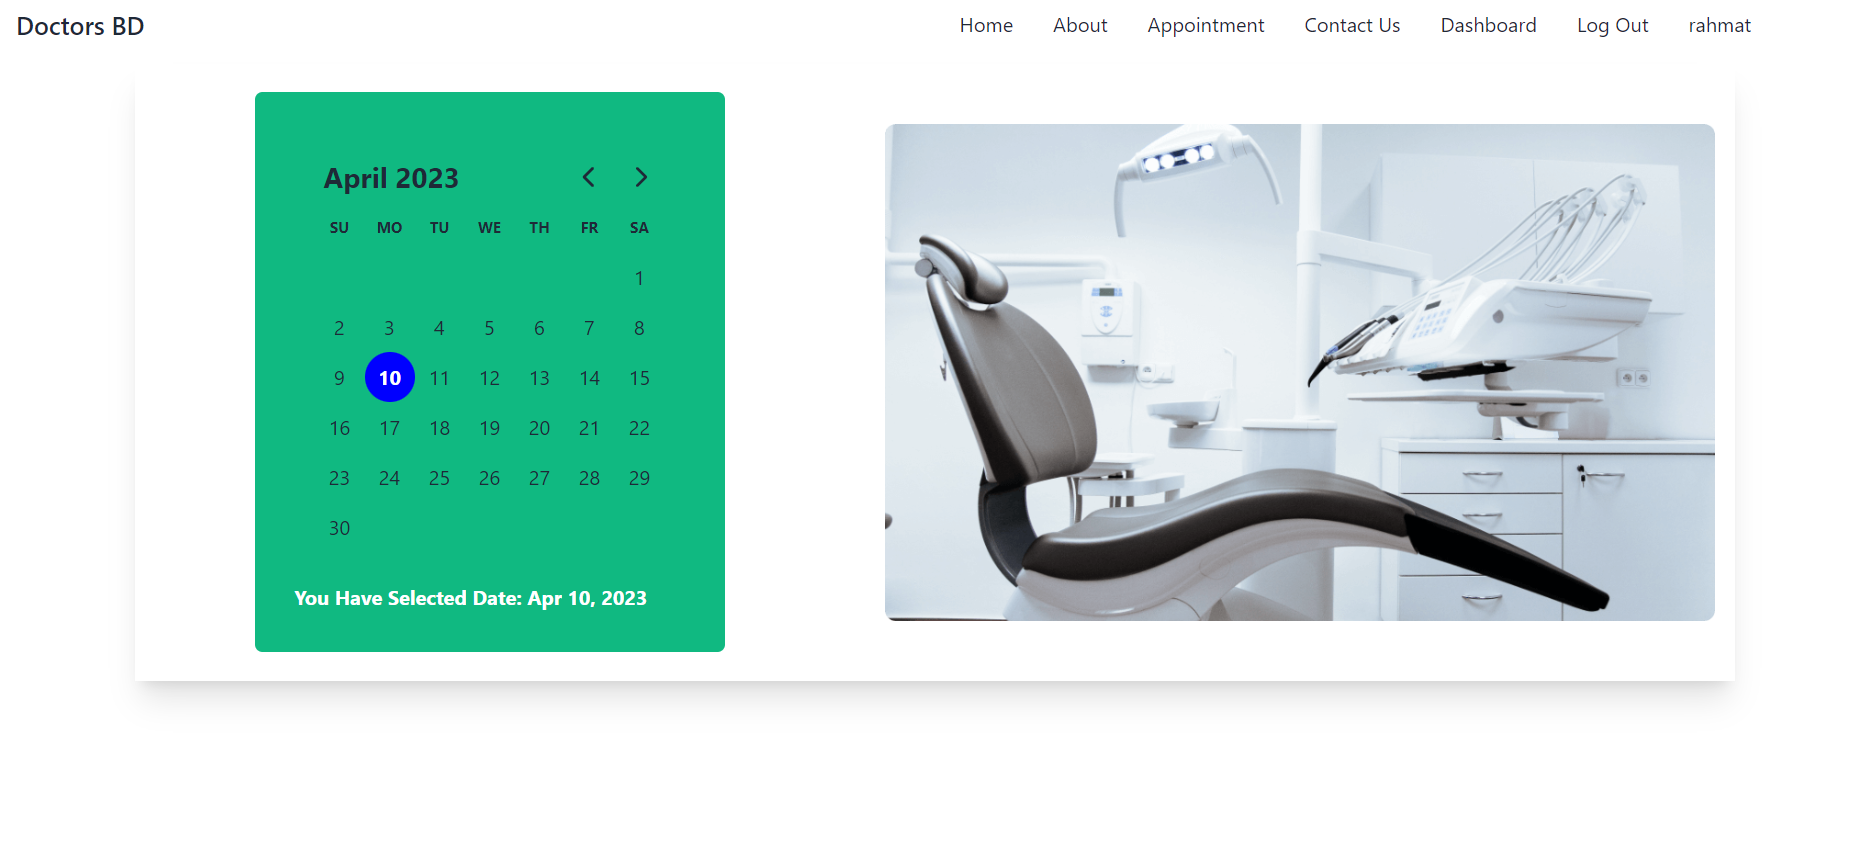 Doctors BD Home About Appointment Contact Us Dashboard Log Out rahmat
April 2023
SU MO TU WE TH FR SA
1
2 3 4 5 6 7 8
9 10 11 12 13 14 15
16 17 18 19 20 21 22
23 24 25 26 27 28 29
30
You Have Selected Date: Apr 10, 2023